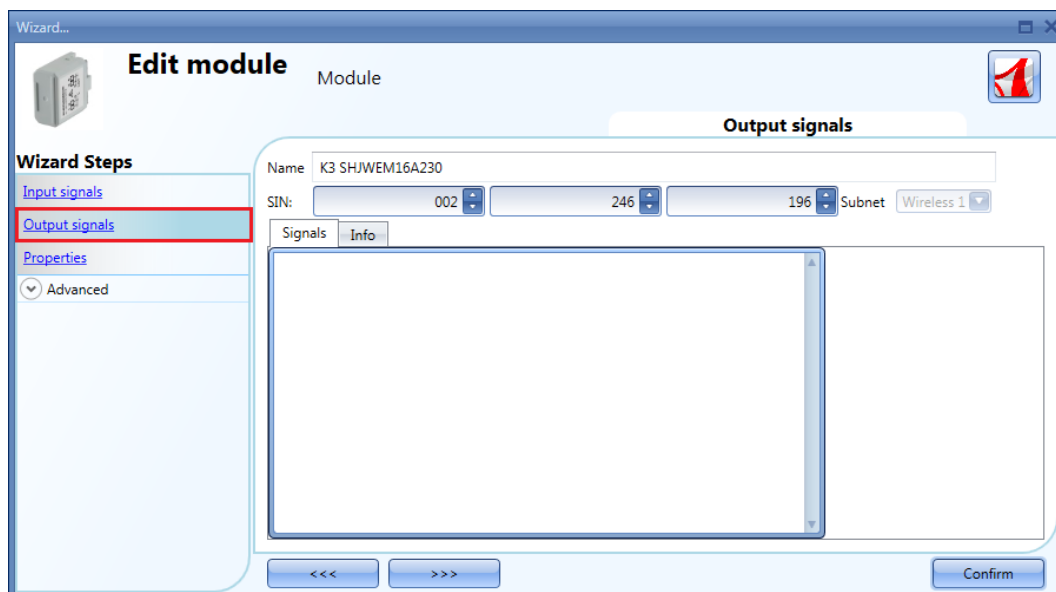 Wizard...
Edit module
Module
Output signals
Wizard Steps
Input signals
Output signals
Properties
Advanced
Name K3 SHJWEM16A230
SIN: 002 246 196 Subnet Wireless 1
Signals Info
<<< >>> Confirm